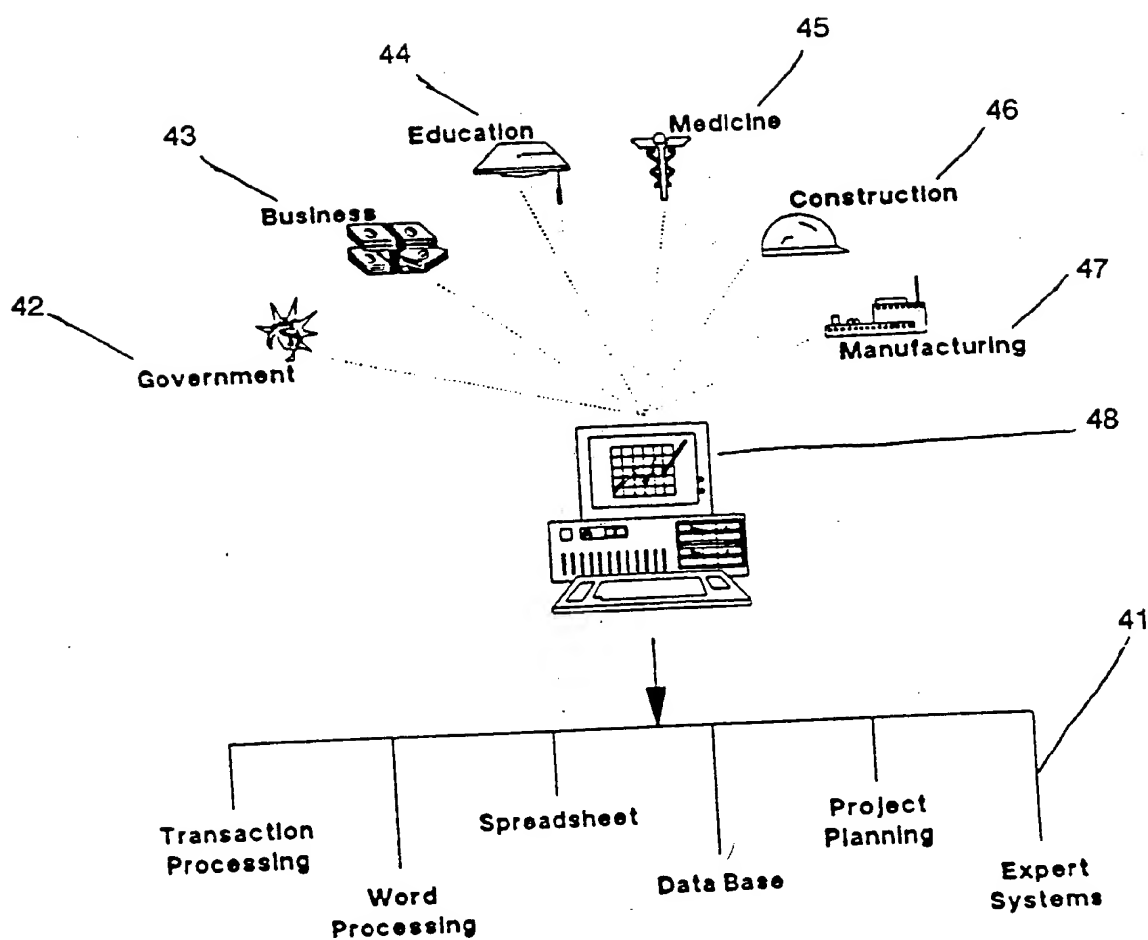 45
44
Medicine
Education
46
43
Construction
Business
47
42
Manufacturing
Government
48
41
Transaction
Processing
Word
Processing
Spreadsheet
Data Base
Project
Planning
Expert
Systems